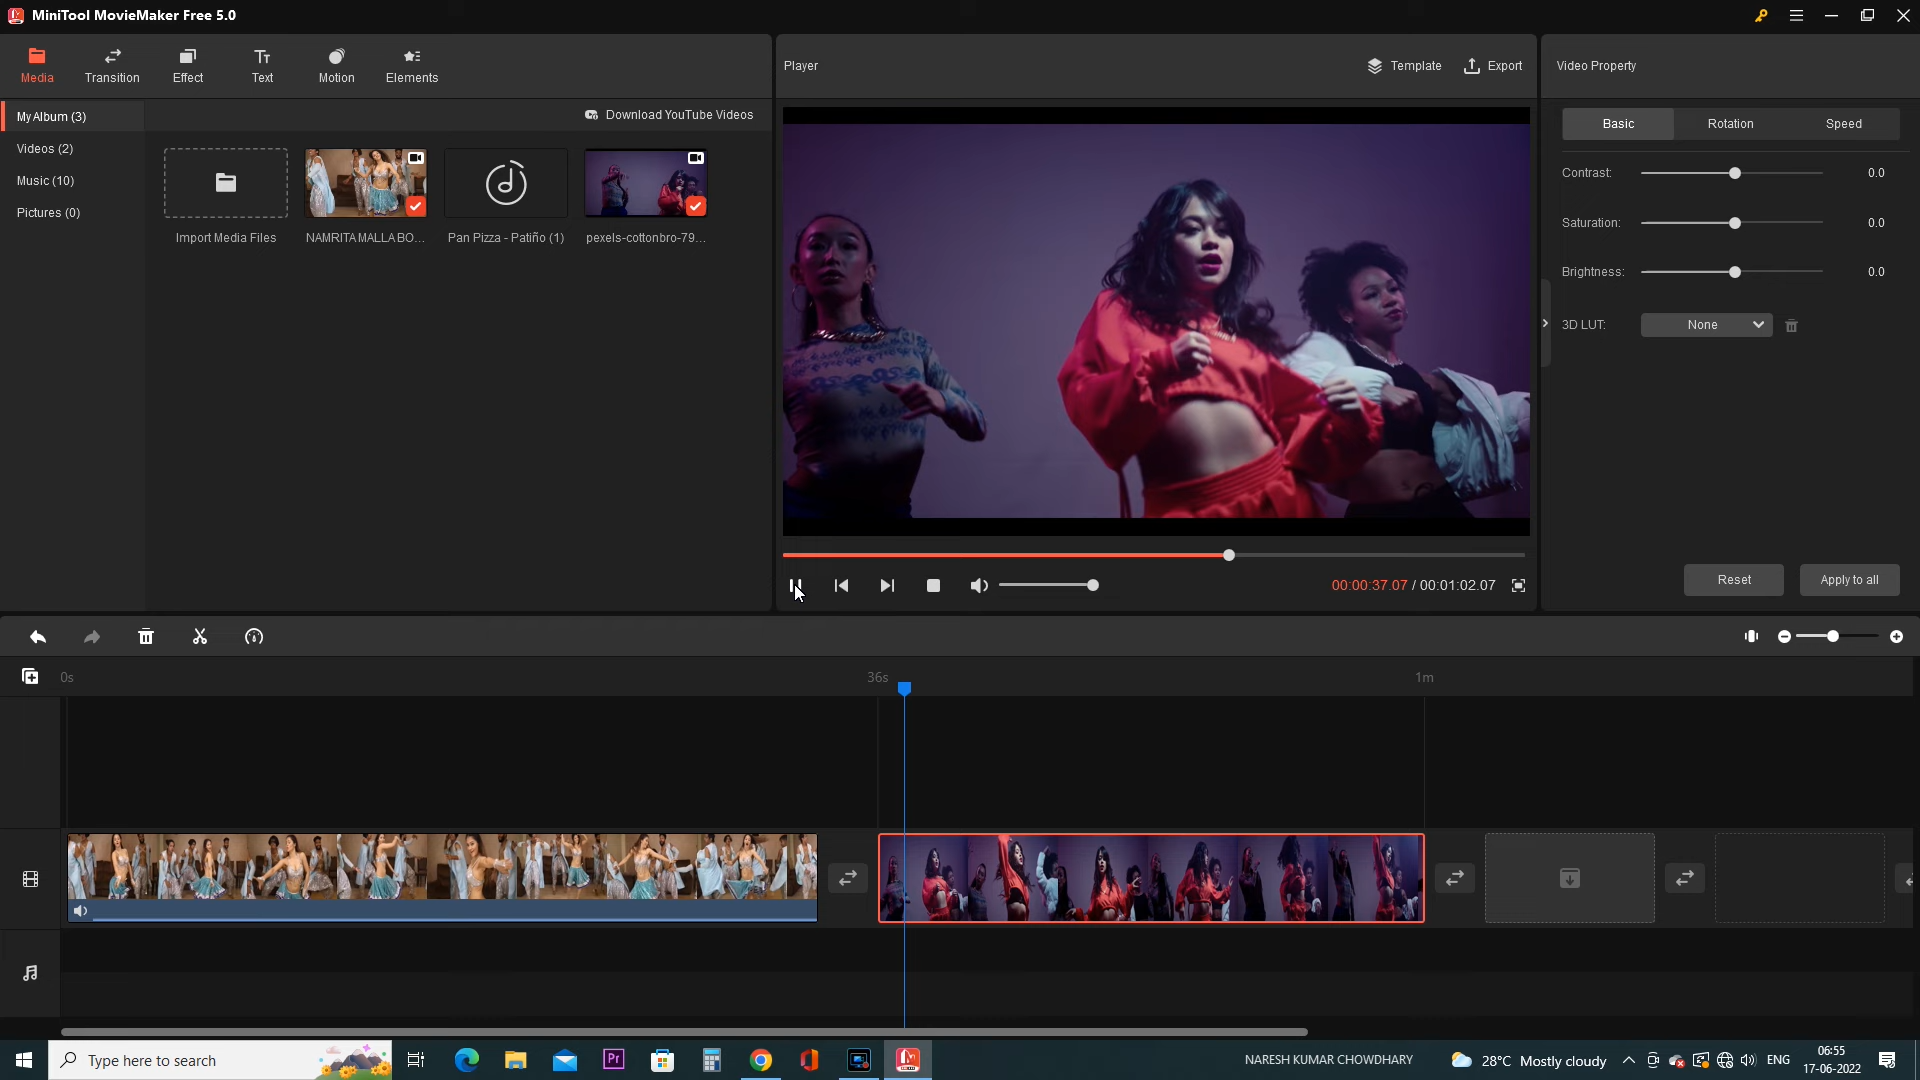 MiniTool MovieMaker Free 5.0
Media
Transition
Effect
Text
Motion
Elements
Player
Template
Export
Video Property
My Album (3)
Download YouTube Videos
Videos (2)
Music (10)
Pictures (0)
Import Media Files
NAMRITA MALLA BO...
Pan Pizza - Patiño (1)
pexels-cottonbro-79...
Basic
Rotation
Speed
Contrast:
0.0
Saturation:
0.0
Brightness:
0.0
3D LUT:
None
00:00:37.07 / 00:01:02.07
Reset
Apply to all
0s
36s
1m
Type here to search
NARESH KUMAR CHOWDHARY
28°C Mostly cloudy
ENG
06:55
17-06-2022